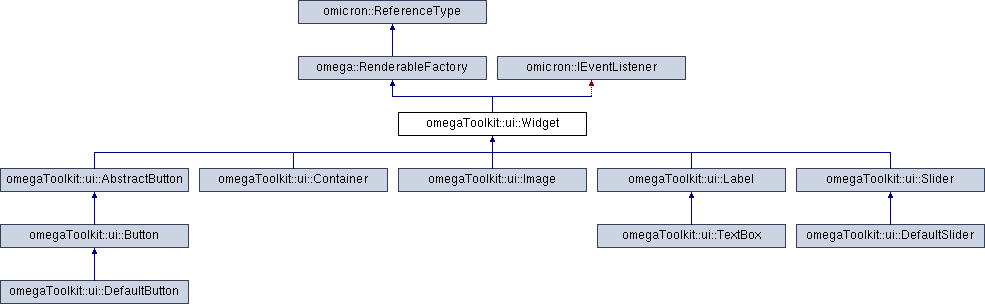 omicron::ReferenceType
omega::RenderableFactory
omicron::IEventListener
omegaToolkit::ui::Widget
omegaToolkit::ui::AbstractButton
omegaToolkit::ui::Container
omegaToolkit::ui::Image
omegaToolkit::ui::Label
omegaToolkit::ui::Slider
omegaToolkit::ui::Button
omegaToolkit::ui::TextBox
omegaToolkit::ui::DefaultSlider
omegaToolkit::ui::DefaultButton